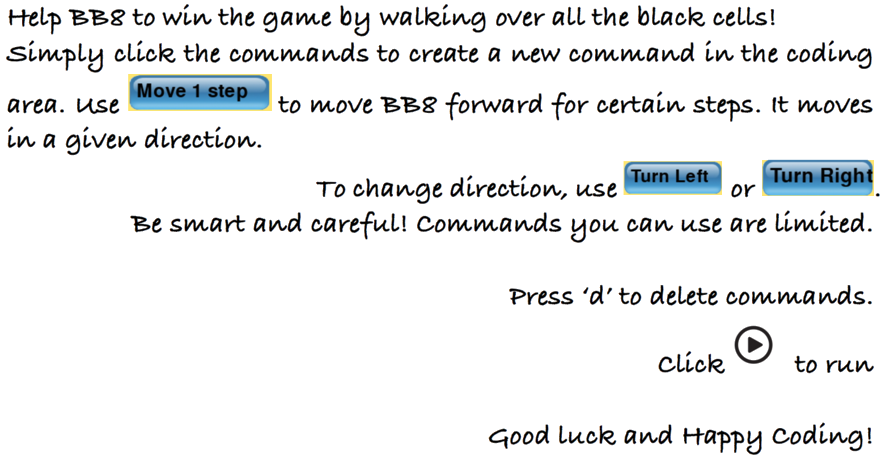 Help BB8 to win the game by walking over all the black cells!
Simply click the commands to create a new command in the coding
area. Use Move 1 step to move BB8 forward for certain steps. It moves
in a given direction.
To change direction, use Turn Left or Turn Right.
Be smart and careful! Commands you can use are limited.
Press ‘d’ to delete commands.
Click to run
Good luck and Happy Coding!